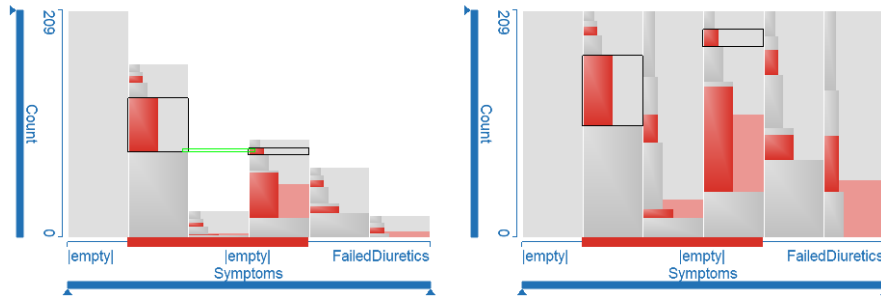 209
Count
0
|empty| |empty| FailedDiuretics
Symptoms
209
Count
0
|empty| |empty| FailedDiuretics
Symptoms